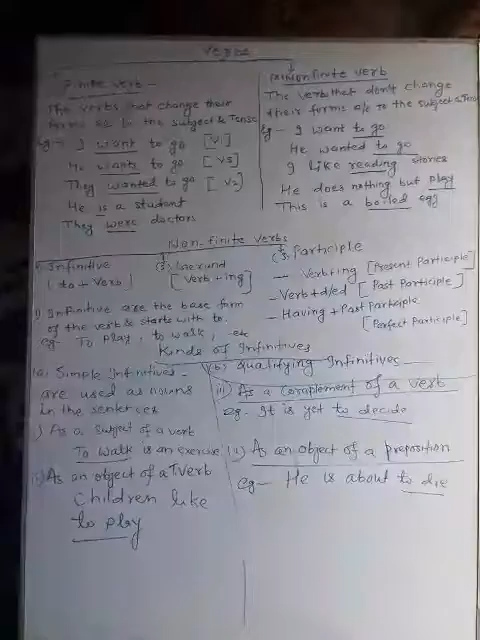 Verbs
Finite verb -
The verbs that change their
forms a/c to the subject & Tense
eg - I want to go [V1]
He wants to go [V5]
They wanted to go [V2]
He is a student
They were doctors
Nonfinite verb
The verb that don't change
their forms a/c to the subject & Tense
eg - I want to go
He wanted to go
I like reading stories
He does nothing but play
This is a boiled egg
Non-finite verbs
1) Infinitive
(to + verb)
(2) Gerund
[Verb + ing]
(3) Participle
- Verb+ing [Present Participle]
- Verb+d/ed [Past Participle]
- Having + Past Participle
[Perfect Participle]
1) Infinitive are the base form
of the verb & starts with to.
eg- To play, to walk, -etc
Kinds of Infinitives
(a) Simple Infinitives -
are used as nouns
in the sentences
i) As a subject of a verb
To walk is an exercise
ii) As an object of a Tverb
Children like
to play
(b) Qualifying Infinitives
iii) As a Complement of a verb
eg- It is yet to decide
iv) As an object of a preposition
eg- He is about to die